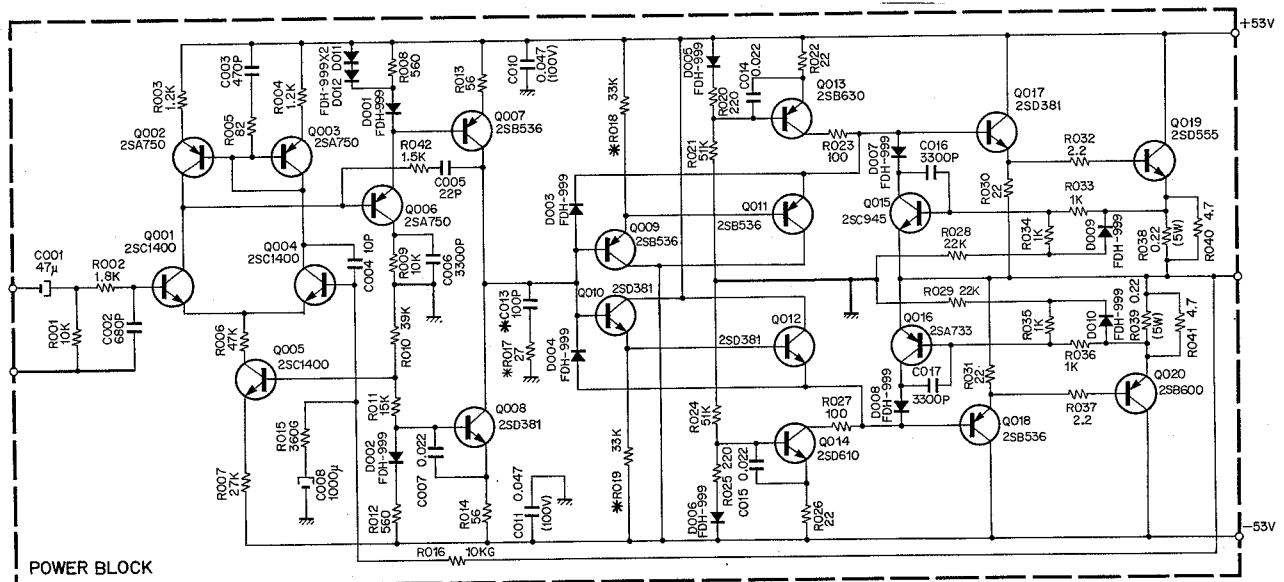 +53V
R003
1.2K
C003
470P
R004
1.2K
R005
82
FDH-999X2
D012 D011
R008
560
D001
FDH-999
R013
56
C010
0.047
(100V)
Q007
2SB536
33K
✱R018
D005
FDH-999
R020
220
C014
0.022
R022
22
Q013
2SB630
Q017
2SD381
Q019
2SD555
Q002
2SA750
Q003
2SA750
R042
1.5K
C005
22P
R021
51K
R023
100
D007
FDH-999
C016
3300P
R032
2.2
R030
22
Q006
2SA750
D003
FDH-999
Q009
2SB536
Q011
2SB536
Q015
2SC945
R033
1K
R034
1K
D009
FDH-999
R038
0.22
(5W)
R040
4.7
Q001
2SC1400
Q004
2SC1400
C004 10P
R009
10K
C006
3300P
R028
22K
C001
47μ
R002
1.8K
R001
10K
C002
680P
R006
47K
R010
39K
✱C013
100P
✱R017
27
Q010
2SD381
D004
FDH-999
Q012
2SD381
R029 22K
Q016
2SA733
R035
1K
D010
FDH-999
R039 0.22
(5W)
R041
4.7
R036
1K
Q005
2SC1400
C017
3300P
R031
22
Q020
2SB600
R037
2.2
R011
15K
Q008
2SD381
R024
51K
R027
100
D008
FDH-999
Q018
2SB536
R015
360G
C008
1000μ
D002
FDH-999
C007 0.022
33K
✱R019
Q014
2SD610
R025 220
C015 0.022
R007
27K
R012
560
R014
56
C011 0.047
(100V)
D006
FDH-999
R026
22
-53V
R016 10KG
POWER BLOCK